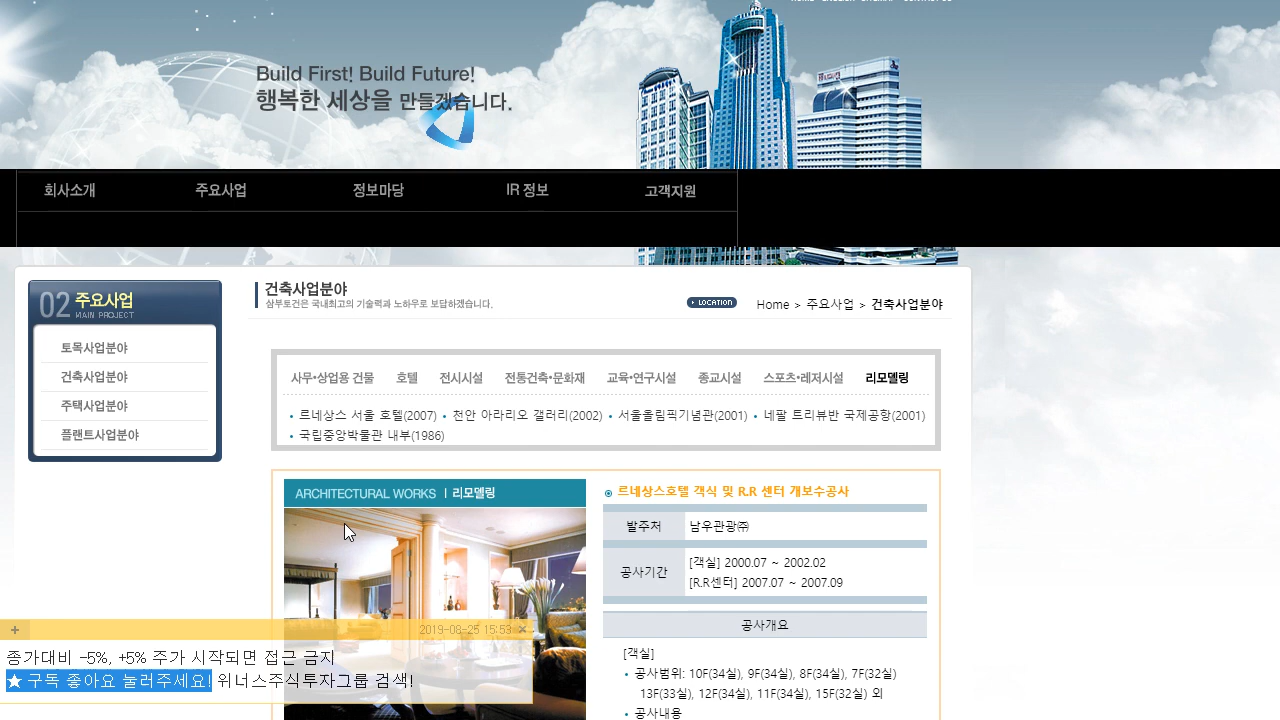 Build First! Build Future!
행복한 세상을 만들겠습니다.
회사소개 주요사업 정보마당 IR 정보 고객지원
02 주요사업
MAIN PROJECT
토목사업분야
건축사업분야
주택사업분야
플랜트사업분야
건축사업분야
삼부토건은 국내최고의 기술력과 노하우로 보답하겠습니다.
LOCATION Home > 주요사업 > 건축사업분야
사무•상업용 건물 호텔 전시시설 전통건축•문화재 교육•연구시설 종교시설 스포츠•레저시설 리모델링
르네상스 서울 호텔(2007) 천안 아라리오 갤러리(2002) 서울올림픽기념관(2001) 네팔 트리뷰반 국제공항(2001)
국립중앙박물관 내부(1986)
ARCHITECTURAL WORKS | 리모델링
르네상스호텔 객식 및 R.R 센터 개보수공사
발주처 남우관광㈜
공사기간 [객실] 2000.07 ~ 2002.02
[R.R센터] 2007.07 ~ 2007.09
공사개요
[객실]
공사범위: 10F(34실), 9F(34실), 8F(34실), 7F(32실)
13F(33실), 12F(34실), 11F(34실), 15F(32실) 외
공사내용
2019-08-25 15:53
종가대비 -5%, +5% 주가 시작되면 접근 금지
★ 구독 좋아요 눌러주세요! 위너스주식투자그룹 검색!